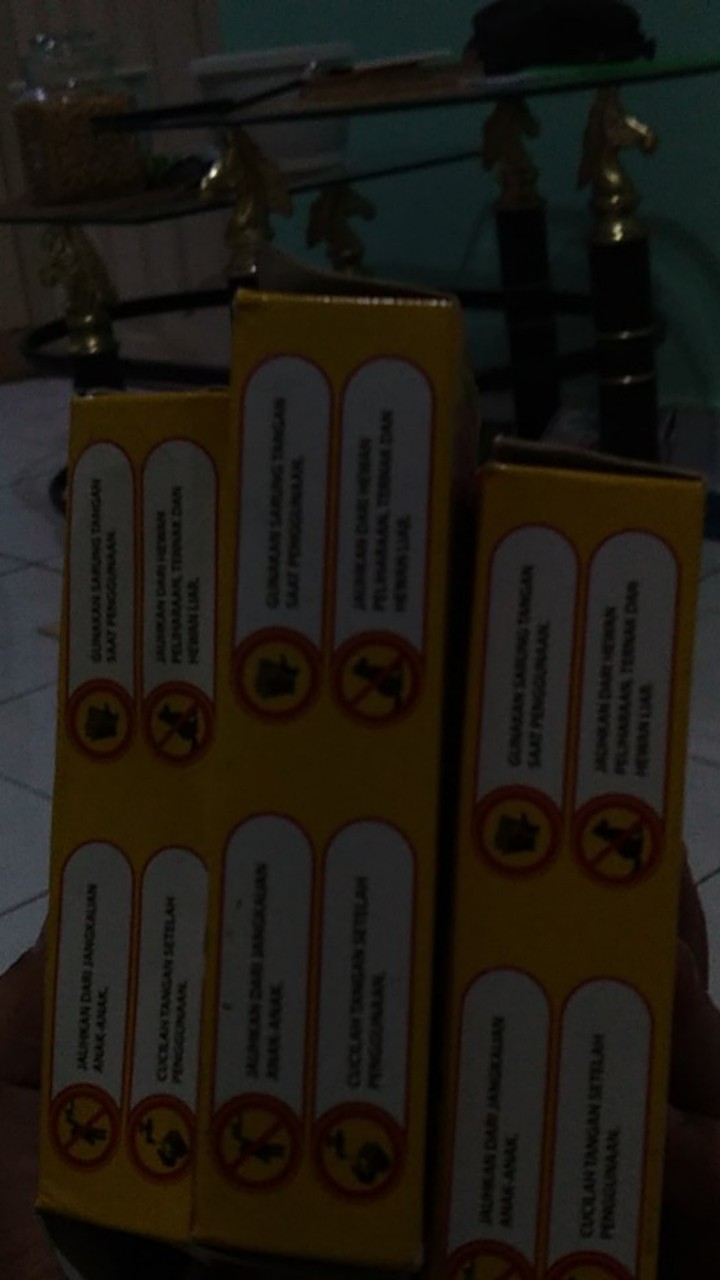 GUNAKAN SARUNG TANGAN
SAAT PENGGUNAAN.
JAUHKAN DARI HEWAN
PELIHARAAN, TERNAK DAN
HEWAN LIAR.
JAUHKAN DARI JANGKAUAN
ANAK-ANAK.
CUCILAH TANGAN SETELAH
PENGGUNAAN.
GUNAKAN SARUNG TANGAN
SAAT PENGGUNAAN.
JAUHKAN DARI HEWAN
PELIHARAAN, TERNAK DAN
HEWAN LIAR.
JAUHKAN DARI JANGKAUAN
ANAK-ANAK.
CUCILAH TANGAN SETELAH
PENGGUNAAN.
GUNAKAN SARUNG TANGAN
SAAT PENGGUNAAN.
JAUHKAN DARI HEWAN
PELIHARAAN, TERNAK DAN
HEWAN LIAR.
JAUHKAN DARI JANGKAUAN
ANAK-ANAK.
CUCILAH TANGAN SETELAH
PENGGUNAAN.